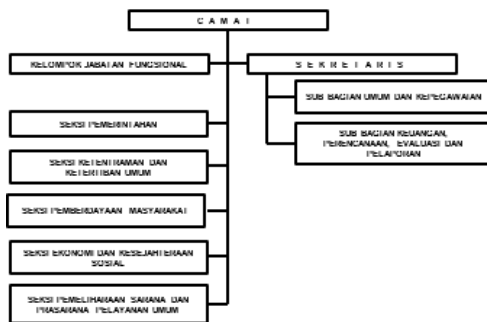 C A M A T
KELOMPOK JABATAN FUNGSIONAL
S E K R E T A R I S
SUB BAGIAN UMUM DAN KEPEGAWAIAN
SEKSI PEMERINTAHAN
SUB BAGIAN KEUANGAN,
PERENCANAAN, EVALUASI DAN
PELAPORAN
SEKSI KETENTRAMAN DAN
KETERTIBAN UMUM
SEKSI PEMBERDAYAAN MASYARAKAT
SEKSI EKONOMI DAN KESEJAHTERAAN
SOSIAL
SEKSI PEMELIHARAAN SARANA DAN
PRASARANA PELAYANAN UMUM